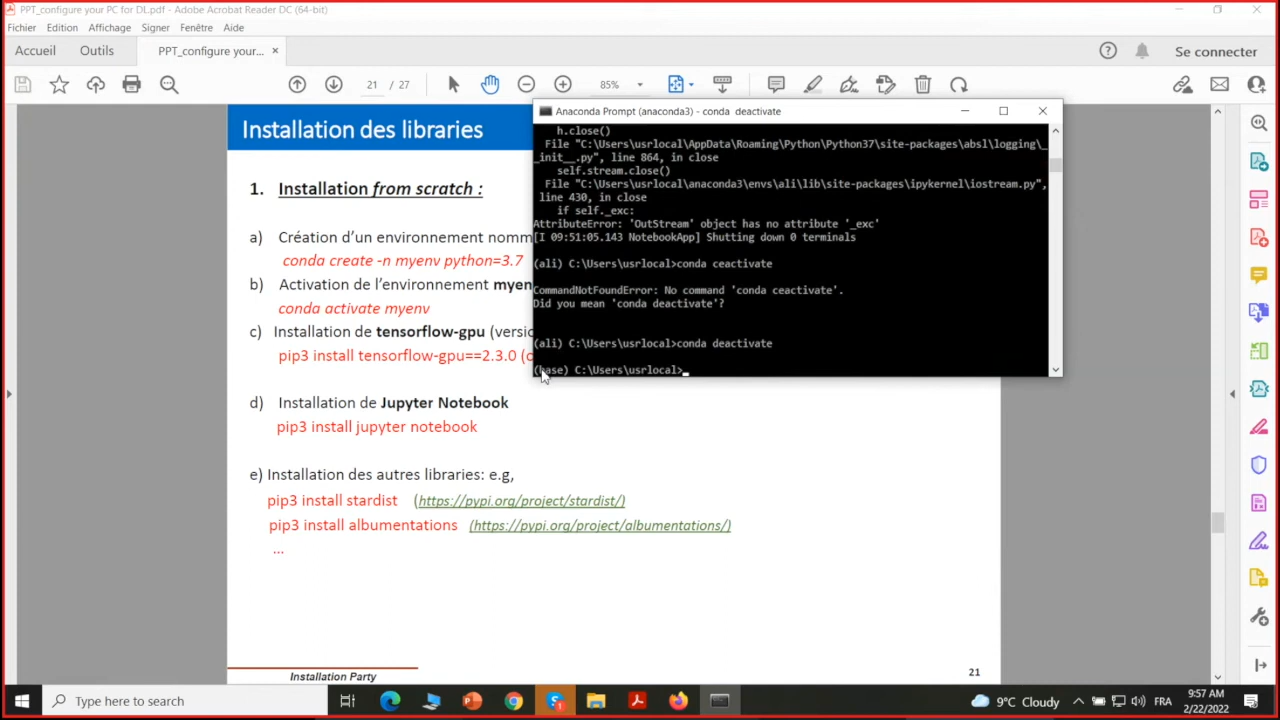 PPT_configure your PC for DL.pdf - Adobe Acrobat Reader DC (64-bit)
Fichier Edition Affichage Signer Fenêtre Aide
Accueil Outils PPT_configure your... × Se connecter
21 / 27 85%
Installation des libraries
1. Installation from scratch :
a) Création d'un environnement nomm
conda create -n myenv python=3.7
b) Activation de l'environnement myen
conda activate myenv
c) Installation de tensorflow-gpu (versio
pip3 install tensorflow-gpu==2.3.0 (o
d) Installation de Jupyter Notebook
pip3 install jupyter notebook
e) Installation des autres libraries: e.g,
pip3 install stardist (https://pypi.org/project/stardist/)
pip3 install albumentations (https://pypi.org/project/albumentations/)
...
Installation Party
21
Anaconda Prompt (anaconda3) - conda deactivate
h.close()
File "C:\Users\usrlocal\AppData\Roaming\Python\Python37\site-packages\absl\logging\_
_init__.py", line 864, in close
self.stream.close()
File "C:\Users\usrlocal\anaconda3\envs\ali\lib\site-packages\ipykernel\iostream.py",
line 430, in close
if self._exc:
AttributeError: 'OutStream' object has no attribute '_exc'
[I 09:51:05.143 NotebookApp] Shutting down 0 terminals
(ali) C:\Users\usrlocal>conda ceactivate
CommandNotFoundError: No command 'conda ceactivate'.
Did you mean 'conda deactivate'?
(ali) C:\Users\usrlocal>conda deactivate
(base) C:\Users\usrlocal>
Type here to search
9°C Cloudy
FRA
9:57 AM
2/22/2022